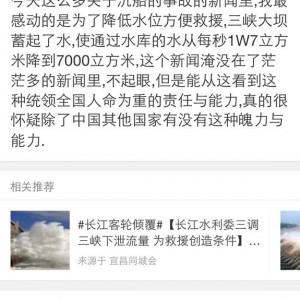 今天这么多关于沉船的事故的新闻里,我最
感动的是为了降低水位方便救援,三峡大坝
蓄起了水,使通过水库的水从每秒1W7立方
米降到7000立方米,这个新闻淹没在了茫
茫多的新闻里,不起眼,但是能从这看到这
种统领全国人命为重的责任与能力,真的很
怀疑除了中国其他国家有没有这种魄力与
能力.
相关推荐
#长江客轮倾覆#【长江水利委三调
三峡下泄流量 为救援创造条件】...
来源于 宜昌同城会